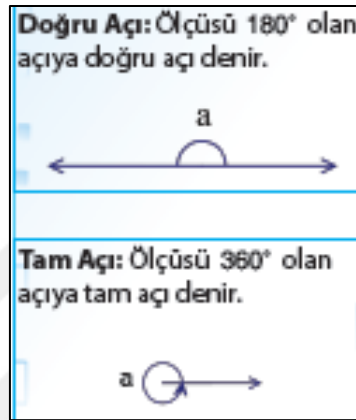 Doğru Açı: Ölçüsü 180° olan
açıya doğru açı denir.
a
Tam Açı: Ölçüsü 360° olan
açıya tam açı denir.
a